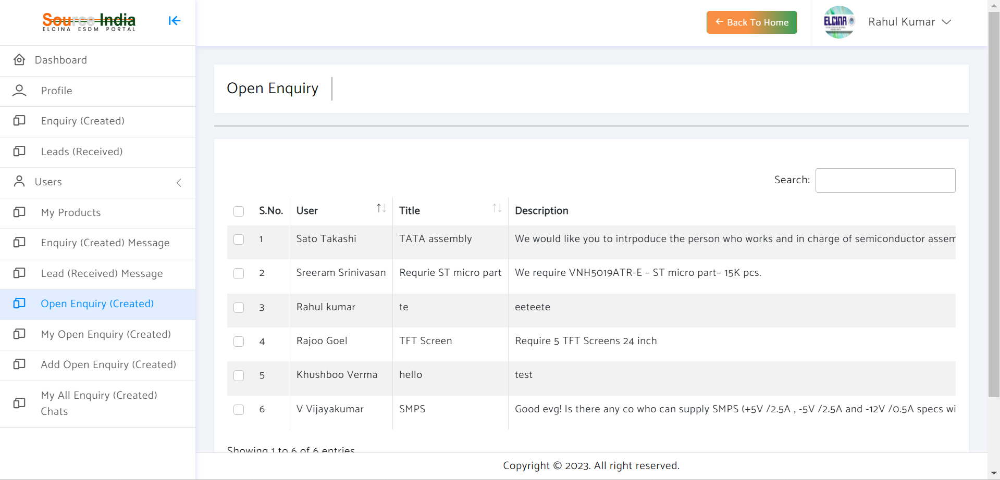 Source India
ELCINA ESDM PORTAL
← Back To Home
ELCINA
Rahul Kumar
Dashboard
Profile
Enquiry (Created)
Leads (Received)
Users
My Products
Enquiry (Created) Message
Lead (Received) Message
Open Enquiry (Created)
My Open Enquiry (Created)
Add Open Enquiry (Created)
My All Enquiry (Created)
Chats
Open Enquiry
Search:
S.No. User Title Description
1 Sato Takashi TATA assembly We would like you to intrpoduce the person who works and in charge of semiconductor assem
2 Sreeram Srinivasan Requrie ST micro part We require VNH5019ATR-E – ST micro part– 15K pcs.
3 Rahul kumar te eeteete
4 Rajoo Goel TFT Screen Require 5 TFT Screens 24 inch
5 Khushboo Verma hello test
6 V Vijayakumar SMPS Good evg! Is there any co who can supply SMPS (+5V /2.5A , -5V /2.5A and -12V /0.5A specs wi
Showing 1 to 6 of 6 entries
Copyright © 2023. All right reserved.